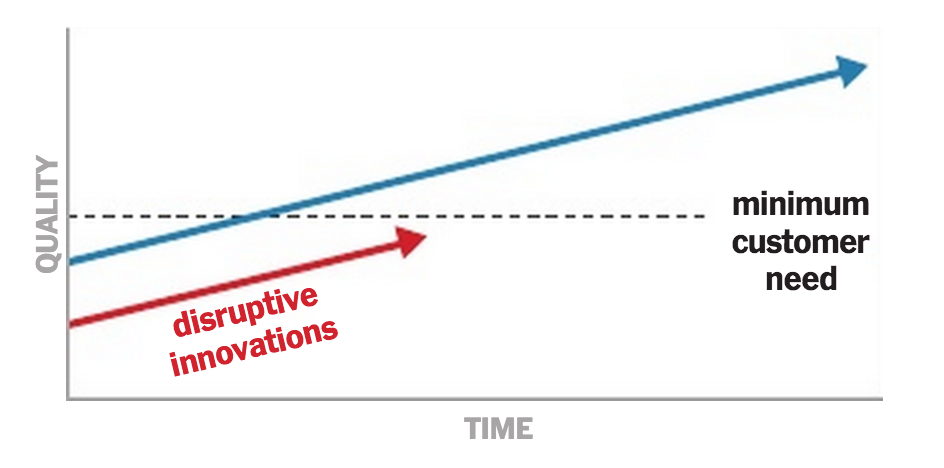 QUALITY
minimum
customer
need
disruptive
innovations
TIME